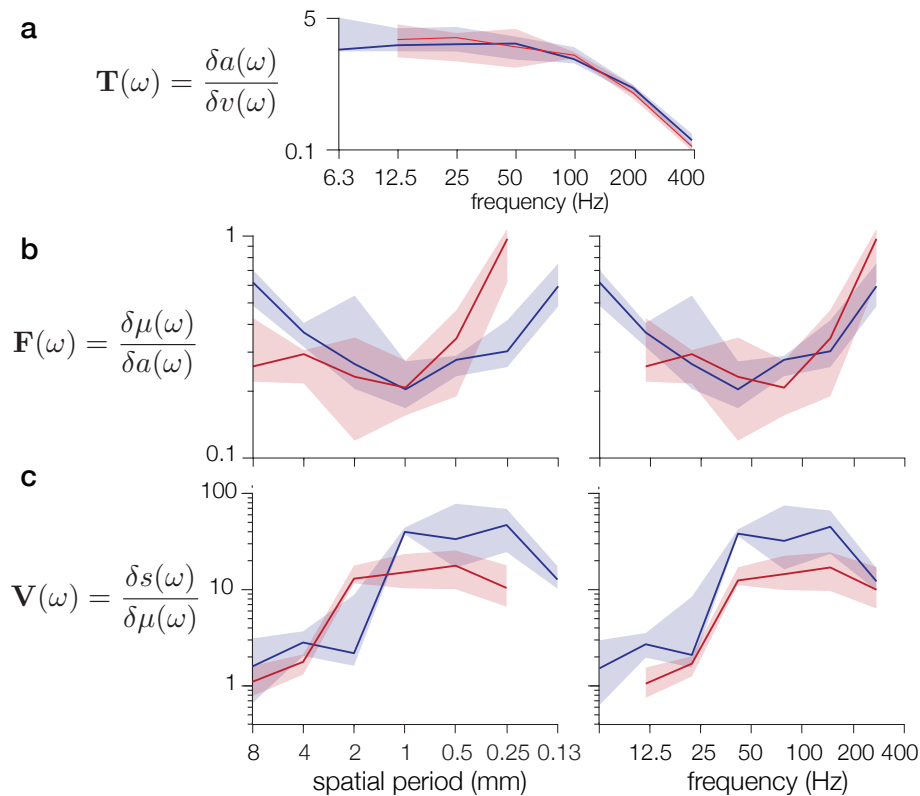 a
5
T(ω) = δa(ω) / δv(ω)
0.1
6.3 12.5 25 50 100 200 400
frequency (Hz)
b
1
F(ω) = δμ(ω) / δa(ω)
0.1
c
100
V(ω) = δs(ω) / δμ(ω)
10
1
8 4 2 1 0.5 0.25 0.13
12.5 25 50 100 200 400
spatial period (mm)
frequency (Hz)